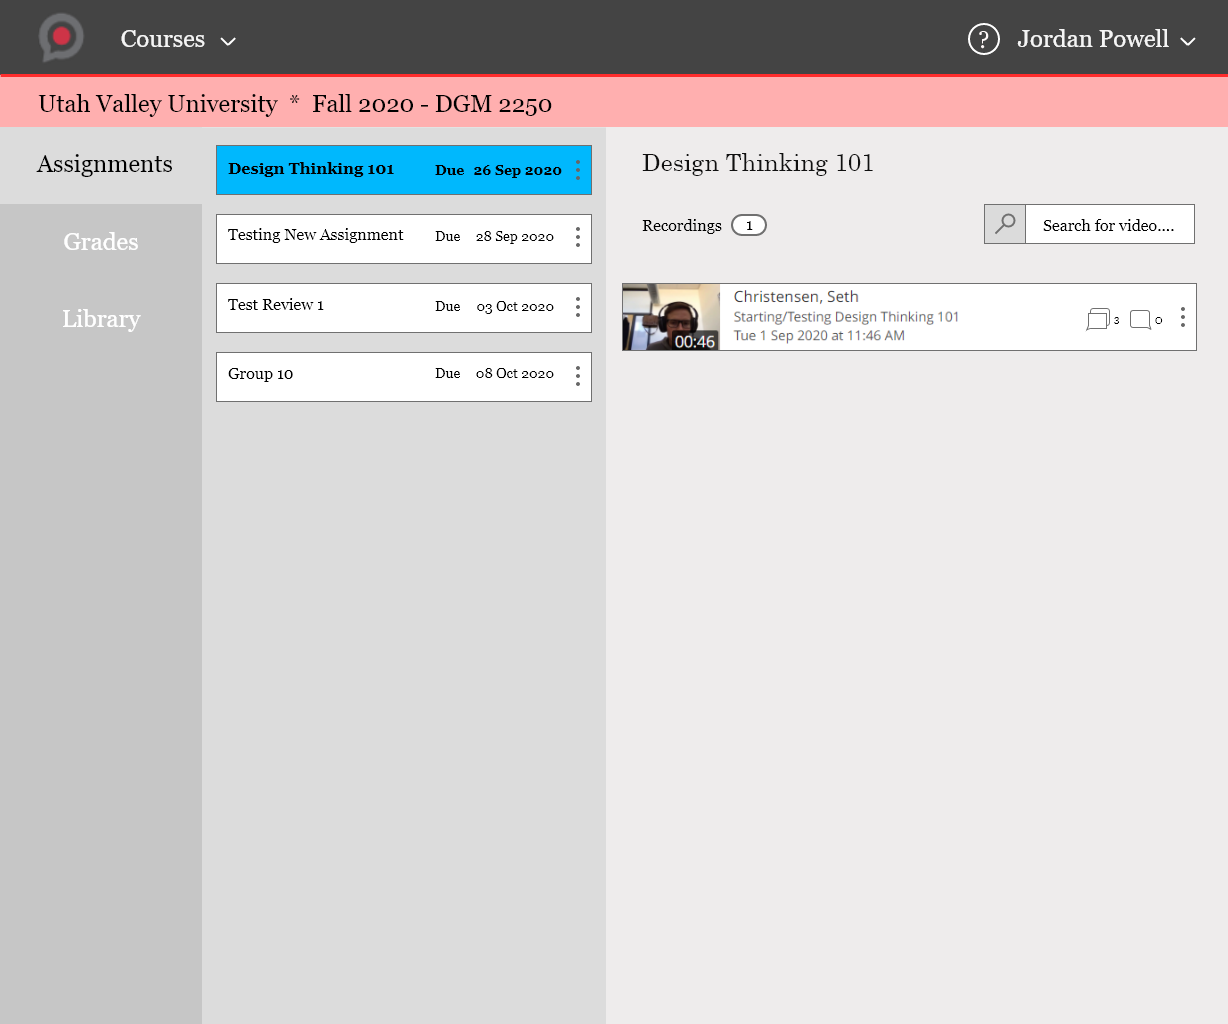 Courses
? Jordan Powell
Utah Valley University * Fall 2020 - DGM 2250
Assignments
Grades
Library
Design Thinking 101 Due 26 Sep 2020
Testing New Assignment Due 28 Sep 2020
Test Review 1 Due 03 Oct 2020
Group 10 Due 08 Oct 2020
Design Thinking 101
Recordings 1
Search for video....
00:46
Christensen, Seth
Starting/Testing Design Thinking 101
Tue 1 Sep 2020 at 11:46 AM
3 0